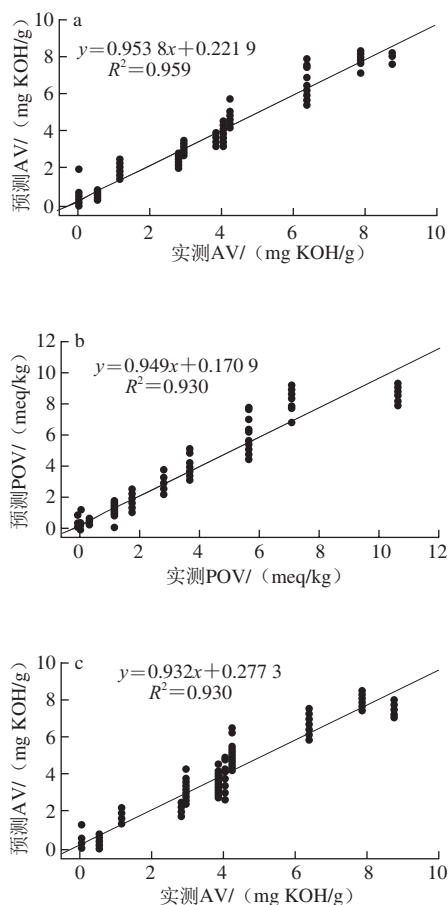 a
y=0.953 8x+0.221 9
R²=0.959
预测AV/（mg KOH/g）
10
8
6
4
2
0
0 2 4 6 8 10
实测AV/（mg KOH/g）
b
y=0.949x+0.170 9
R²=0.930
预测POV/（meq/kg）
12
10
8
6
4
2
0
0 2 4 6 8 10 12
实测POV/（meq/kg）
c
y=0.932x+0.277 3
R²=0.930
预测AV/（mg KOH/g）
10
8
6
4
2
0
0 2 4 6 8 10
实测AV/（mg KOH/g）